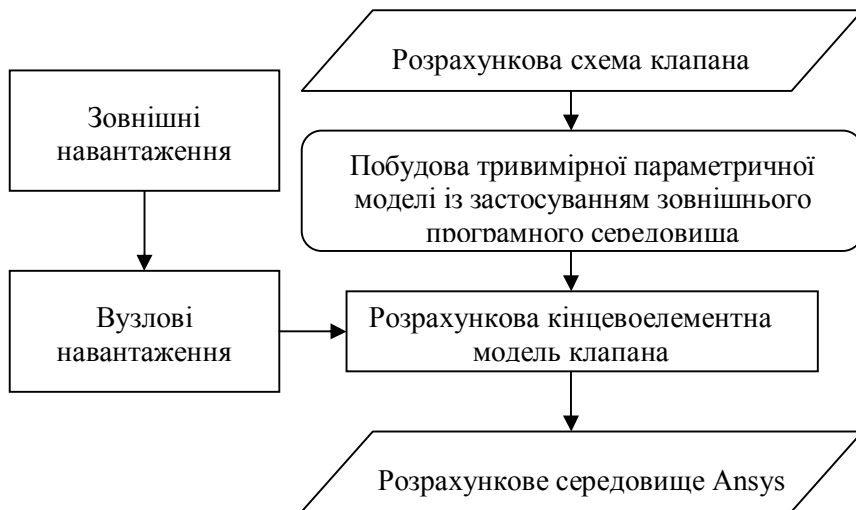 Розрахункова схема клапана
Зовнішні
навантаження
Побудова тривимірної параметричної
моделі із застосуванням зовнішнього
програмного середовища
Вузлові
навантаження
Розрахункова кінцевоелементна
модель клапана
Розрахункове середовище Ansys